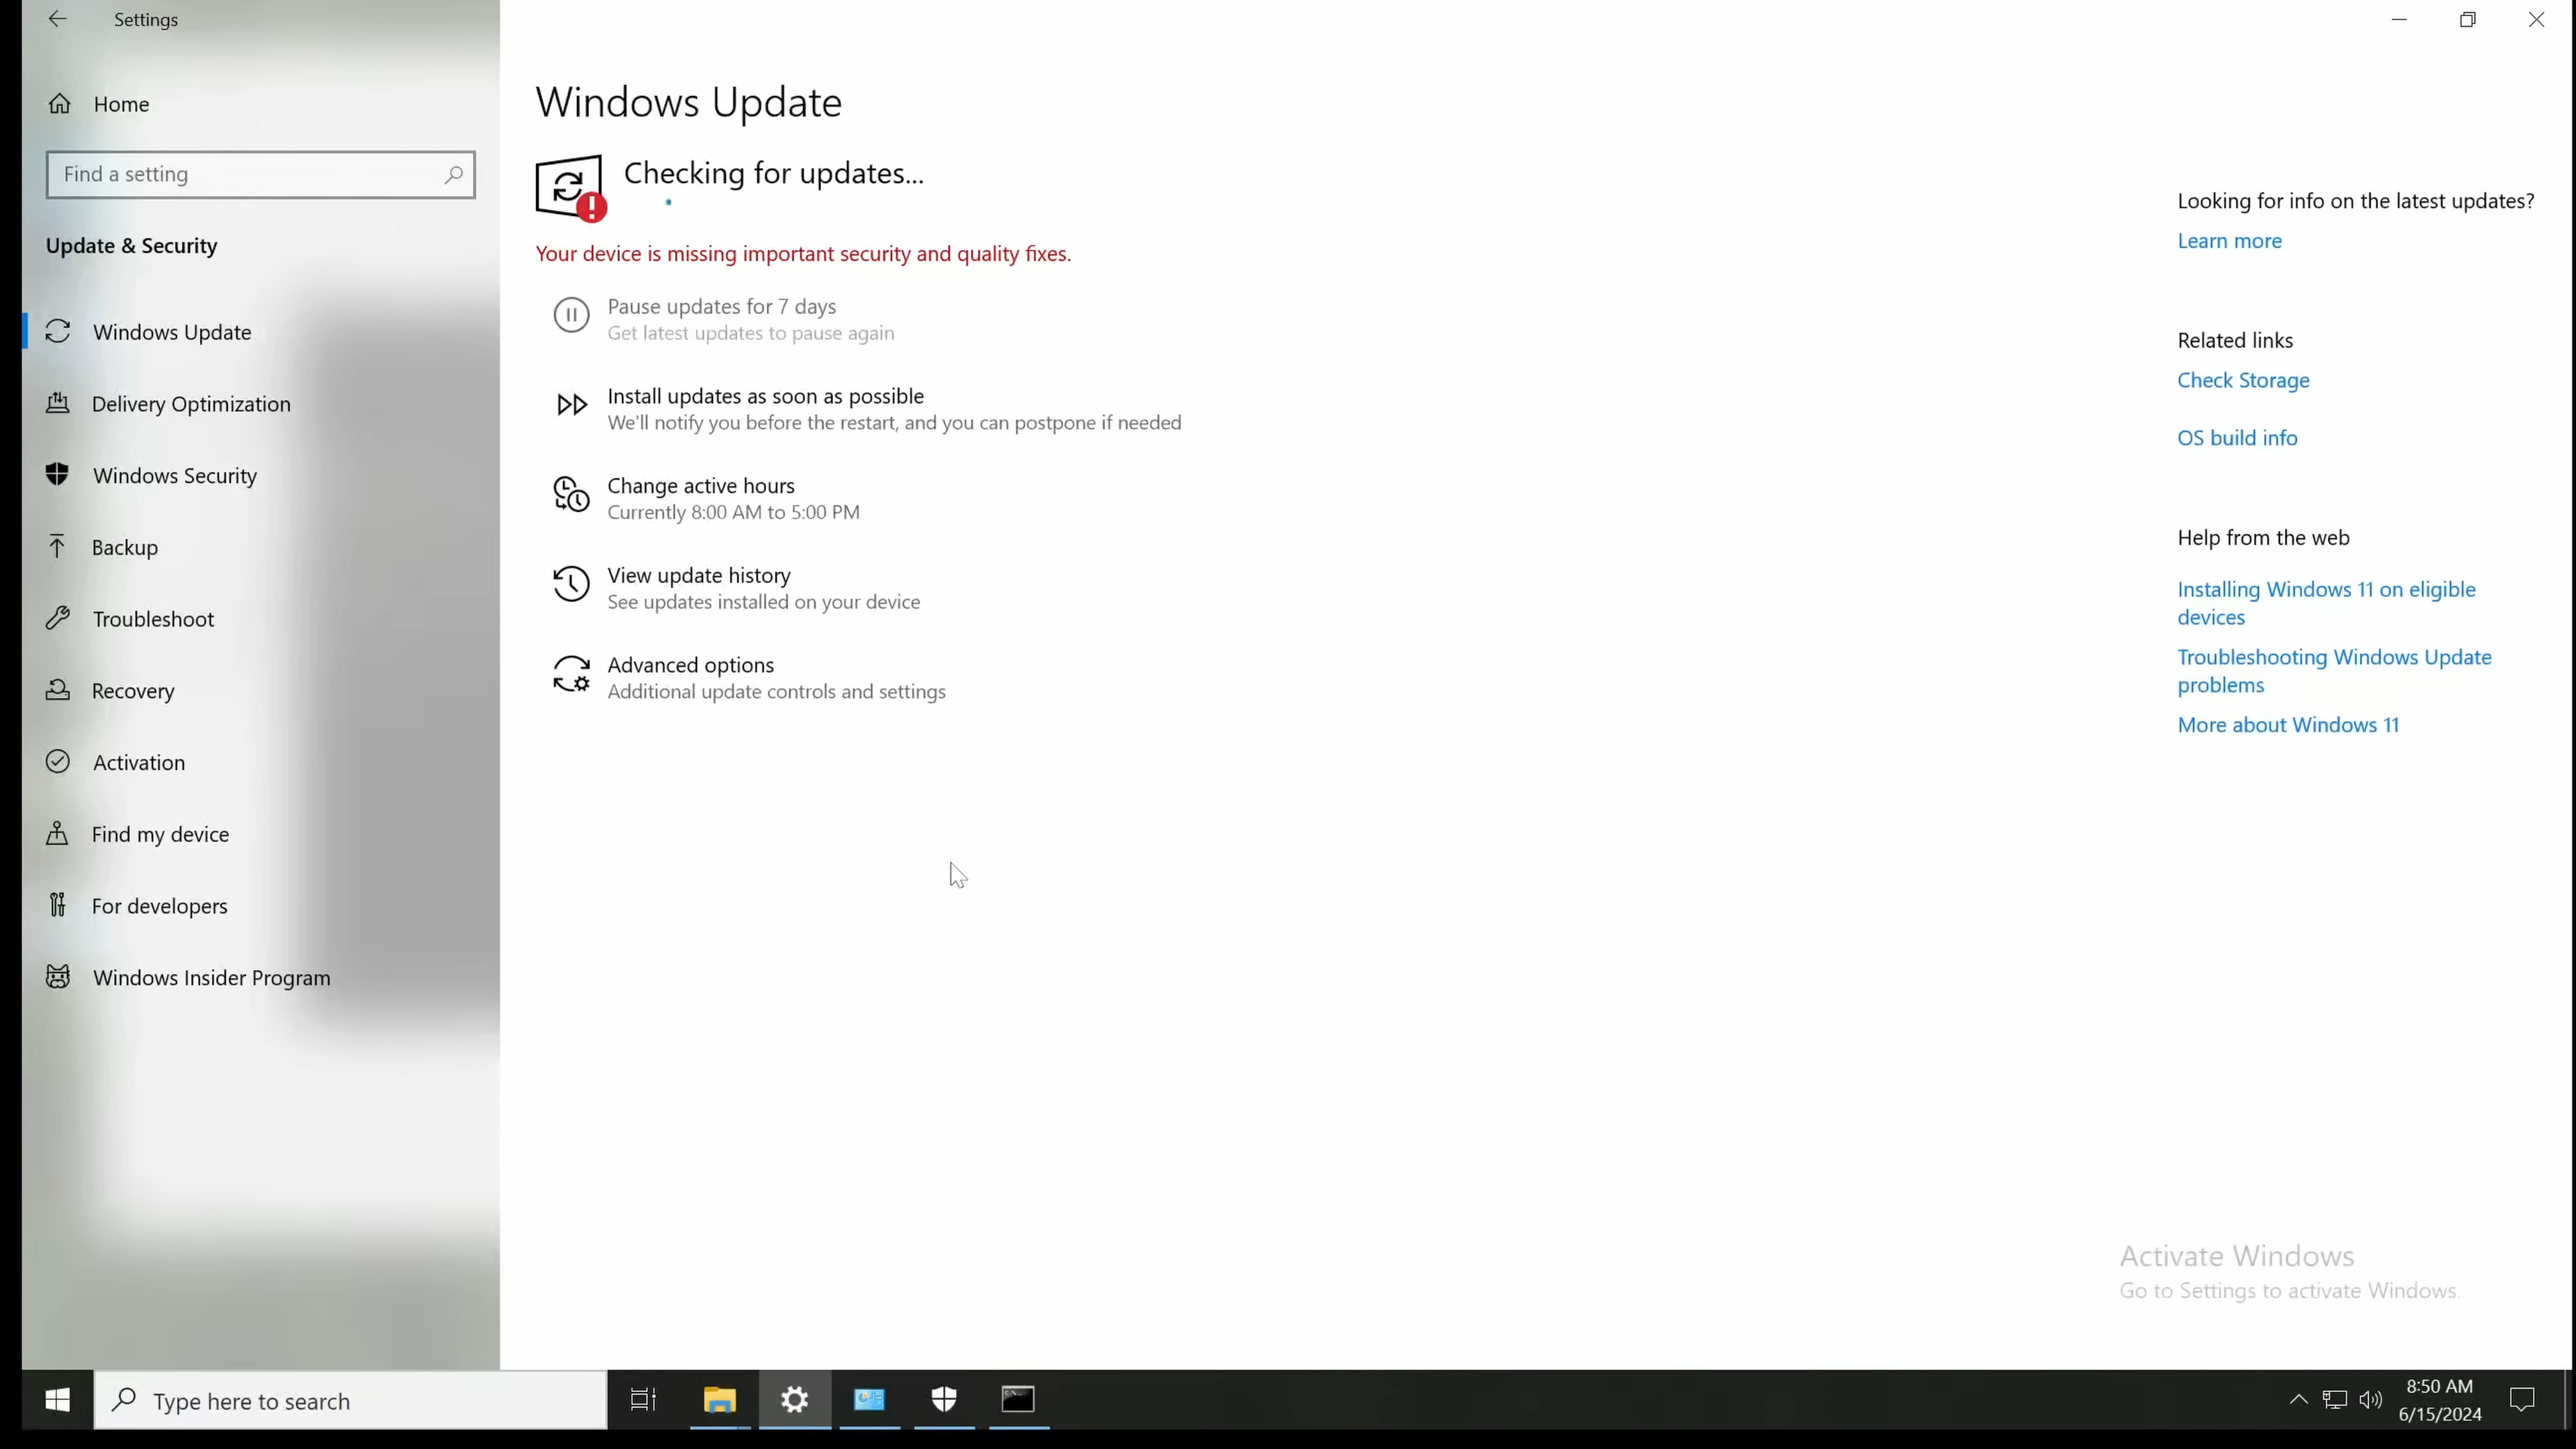 Settings
Home
Find a setting
Update & Security
Windows Update
Delivery Optimization
Windows Security
Backup
Troubleshoot
Recovery
Activation
Find my device
For developers
Windows Insider Program
Windows Update
Checking for updates...
Your device is missing important security and quality fixes.
Pause updates for 7 days
Get latest updates to pause again
Install updates as soon as possible
We'll notify you before the restart, and you can postpone if needed
Change active hours
Currently 8:00 AM to 5:00 PM
View update history
See updates installed on your device
Advanced options
Additional update controls and settings
Looking for info on the latest updates?
Learn more
Related links
Check Storage
OS build info
Help from the web
Installing Windows 11 on eligible
devices
Troubleshooting Windows Update
problems
More about Windows 11
Activate Windows
Go to Settings to activate Windows.
Type here to search
8:50 AM
6/15/2024